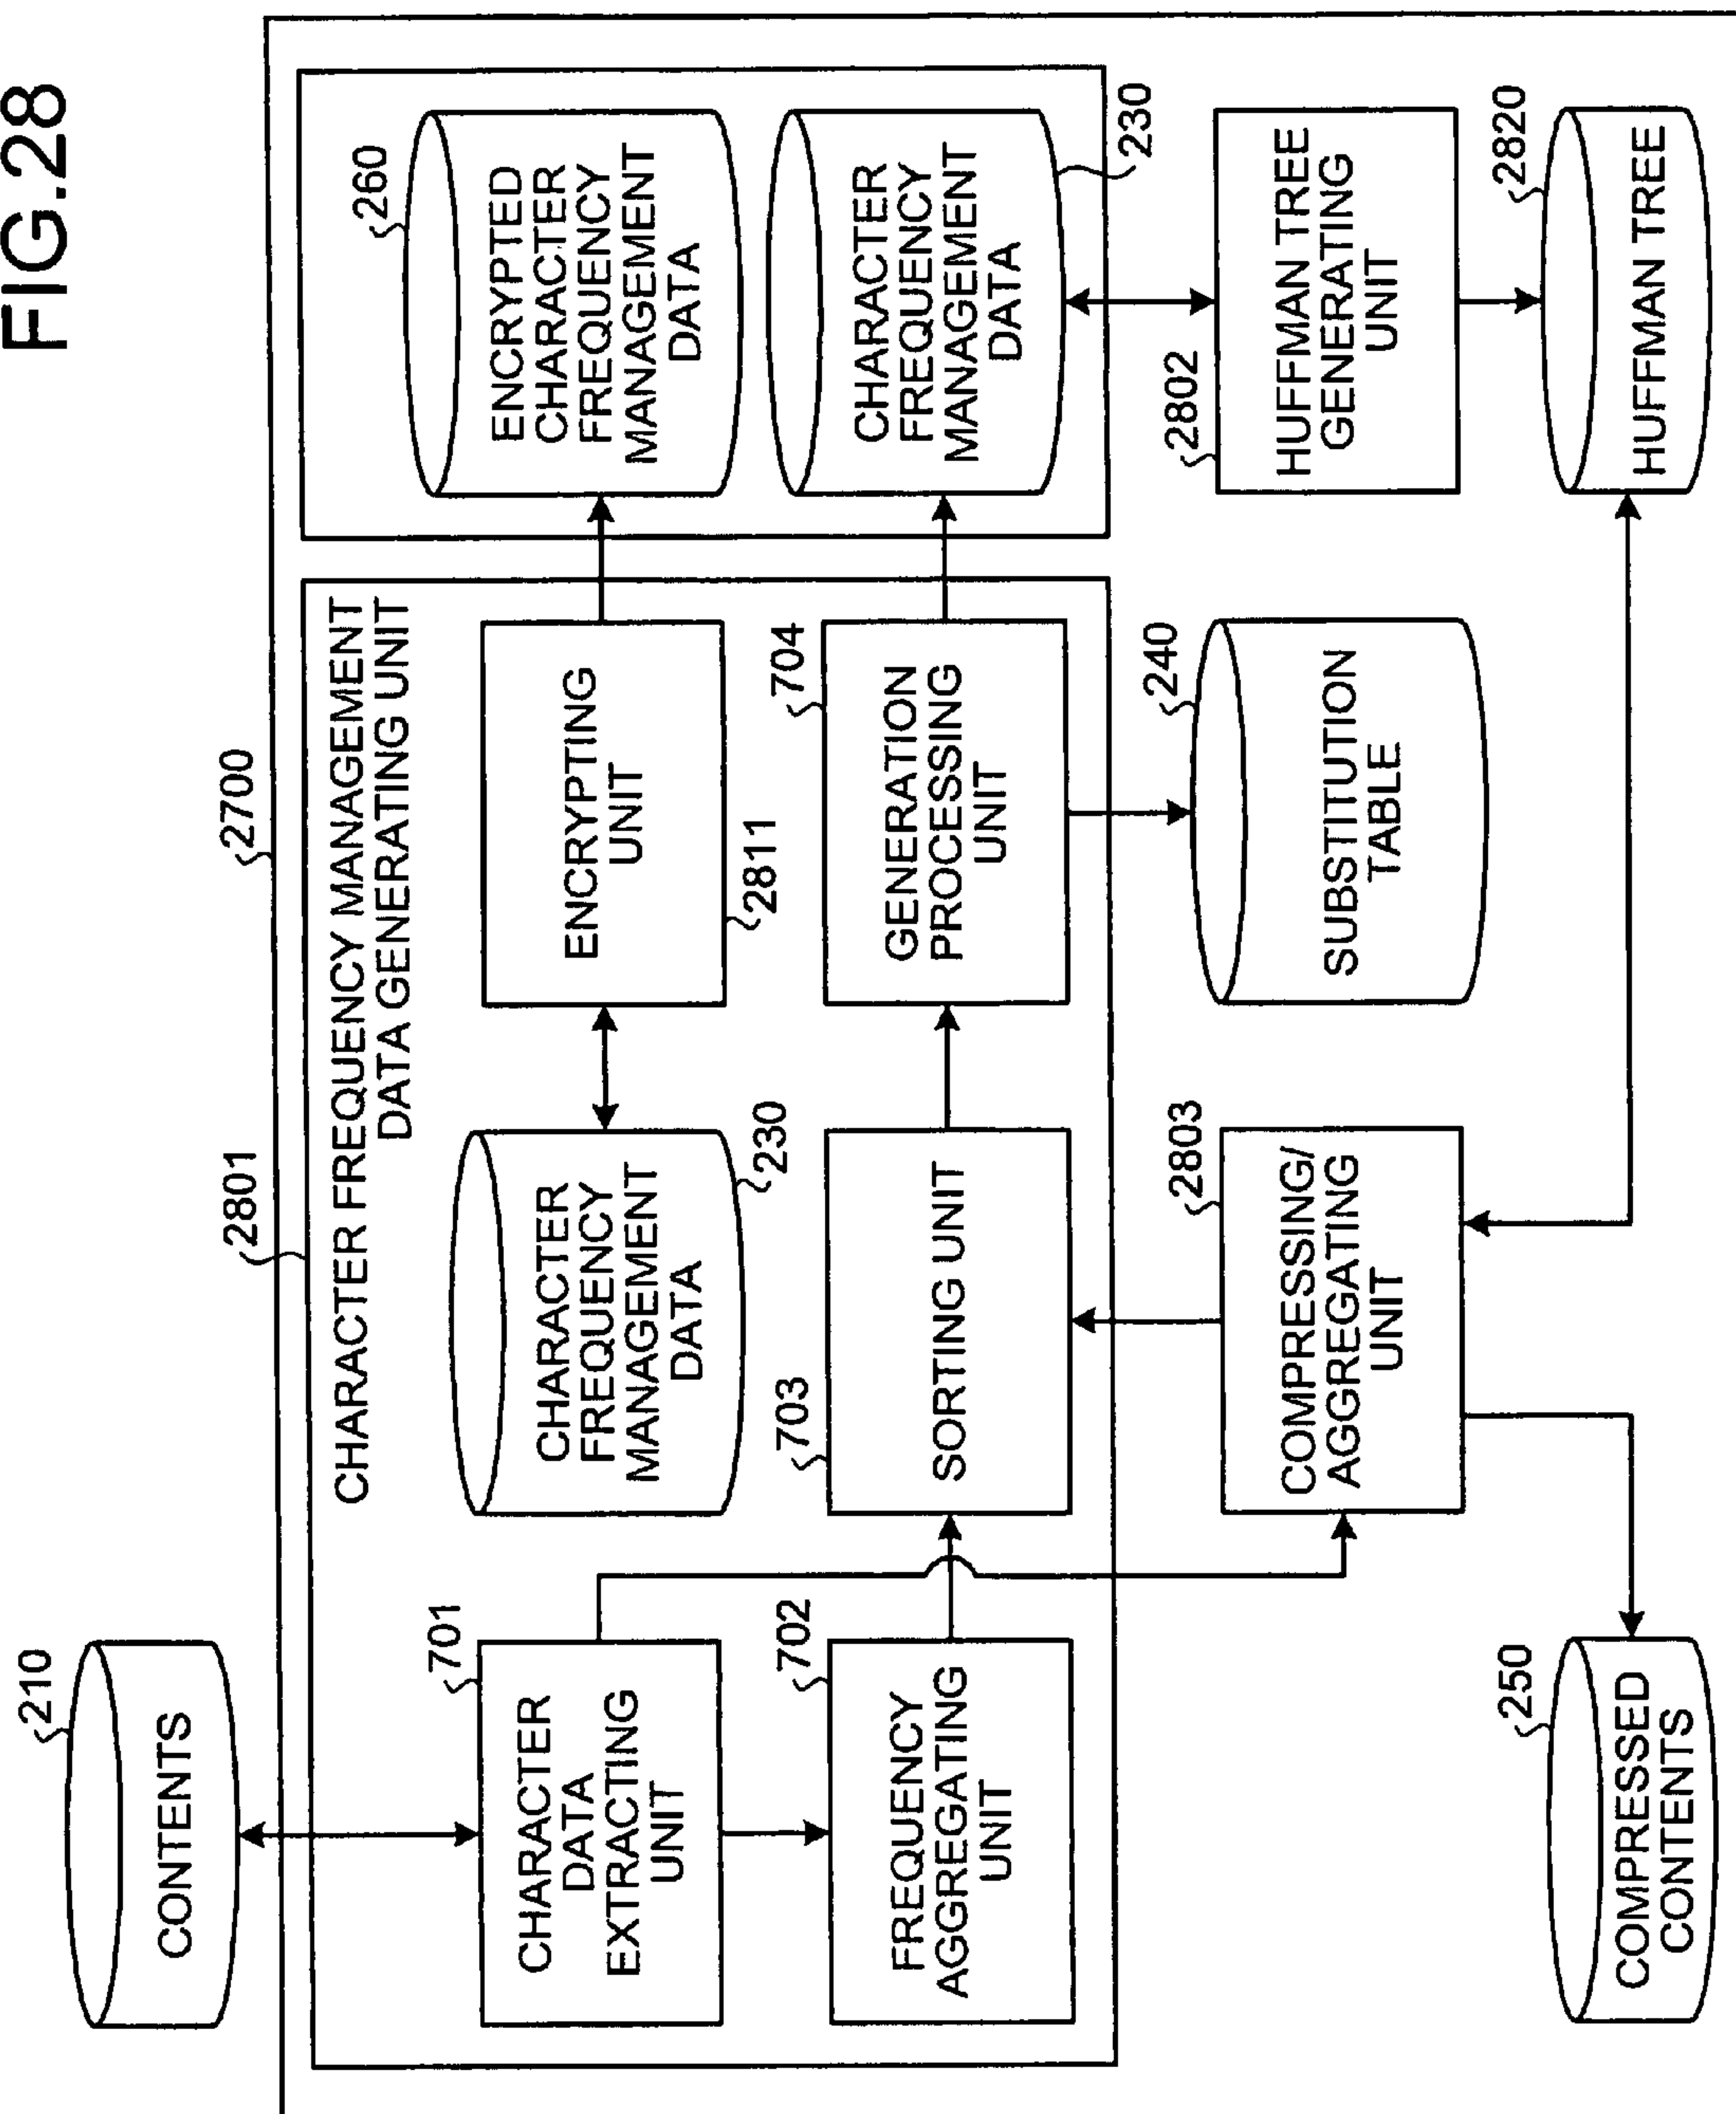 FIG.28
210
CONTENTS
2801
2700
CHARACTER FREQUENCY MANAGEMENT
DATA GENERATING UNIT
701
CHARACTER
DATA
EXTRACTING
UNIT
CHARACTER
FREQUENCY
MANAGEMENT
DATA
230
ENCRYPTING
UNIT
2811
260
ENCRYPTED
CHARACTER
FREQUENCY
MANAGEMENT
DATA
702
FREQUENCY
AGGREGATING
UNIT
703
SORTING UNIT
704
GENERATION
PROCESSING
UNIT
CHARACTER
FREQUENCY
MANAGEMENT
DATA
230
2803
COMPRESSING/
AGGREGATING
UNIT
240
SUBSTITUTION
TABLE
2802
HUFFMAN TREE
GENERATING
UNIT
250
COMPRESSED
CONTENTS
2820
HUFFMAN TREE